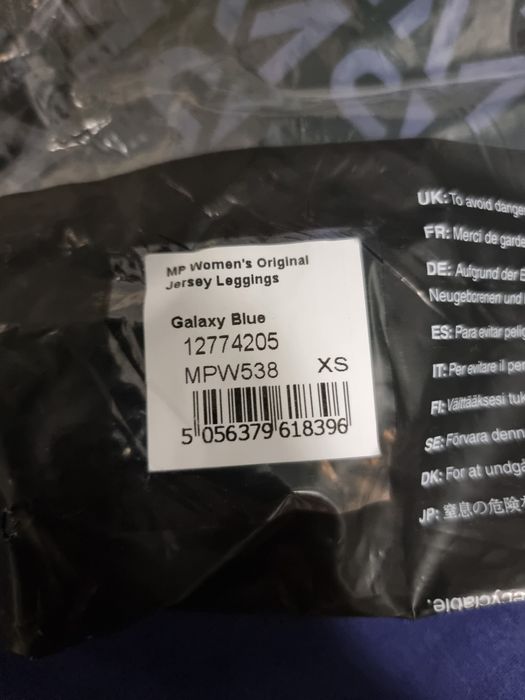 MP Women's Original
Jersey Leggings
Galaxy Blue
12774205
MPW538 XS
5 056379 618396
UK: To avoid
FR: Merci de
DE: Aufgrund der
Neugeborenen und
ES: Para evitar
IT: Per evitare il
FI: Välttääksesi
SE: Förvara
DK: For at undgå
JP: 窒息の危険